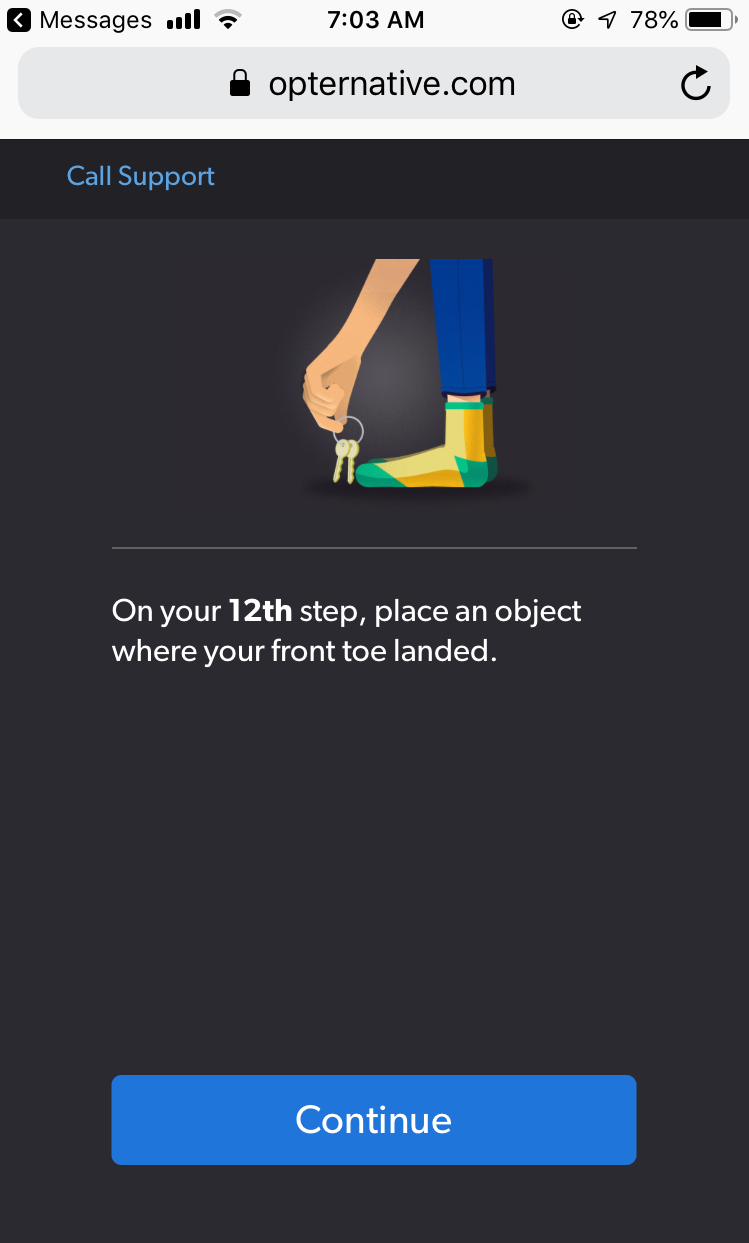 Messages 7:03 AM 78%
opternative.com
Call Support
On your 12th step, place an object
where your front toe landed.
Continue